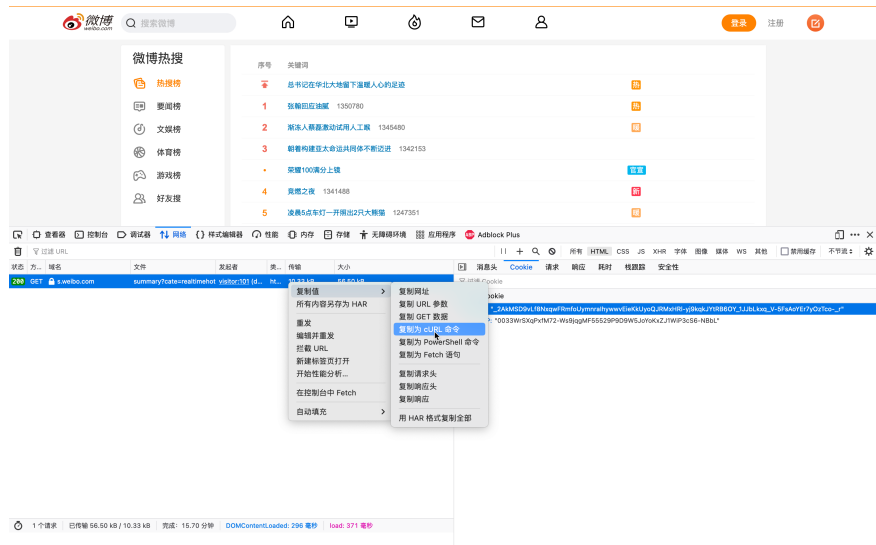 微博
weibo.com
搜索微博
登录 注册
微博热搜
热搜榜
要闻榜
文娱榜
体育榜
游戏榜
好友搜
序号 关键词
总书记在华北大地留下温暖人心的足迹 热
1 张翰回应油腻 1350780 热
2 渐冻人蔡磊激动试用人工喉 1345480
3 朝着构建亚太命运共同体不断迈进 1342153
• 荣耀100满分上镜 官宣
4 竞燃之夜 1341488 新
5 凌晨5点车灯一开照出2只大熊猫 1247351
查看器 控制台 调试器 网络 样式编辑器 性能 内存 存储 无障碍环境 应用程序 Adblock Plus
过滤 URL
所有 HTML CSS JS XHR 字体 图像 媒体 WS 其他 禁用缓存 不节流
状态 方... 域名 文件 发起者 类... 传输 大小
消息头 Cookie 请求 响应 耗时 栈跟踪 安全性
200 GET s.weibo.com summary?cate=realtimehot visitor:101 (d... ht... 10.33 kB 56.50 kB
过滤 Cookie
复制值
所有内容另存为 HAR
重发
编辑并重发
拦截 URL
新建标签页打开
开始性能分析...
在控制台中 Fetch
自动填充
复制网址
复制 URL 参数
复制 GET 数据
复制为 cURL 命令
复制为 PowerShell 命令
复制为 Fetch 语句
复制请求头
复制响应头
复制响应
用 HAR 格式复制全部
1 个请求 已传输 56.50 kB / 10.33 kB 完成：15.70 分钟 DOMContentLoaded: 296 毫秒 load: 371 毫秒